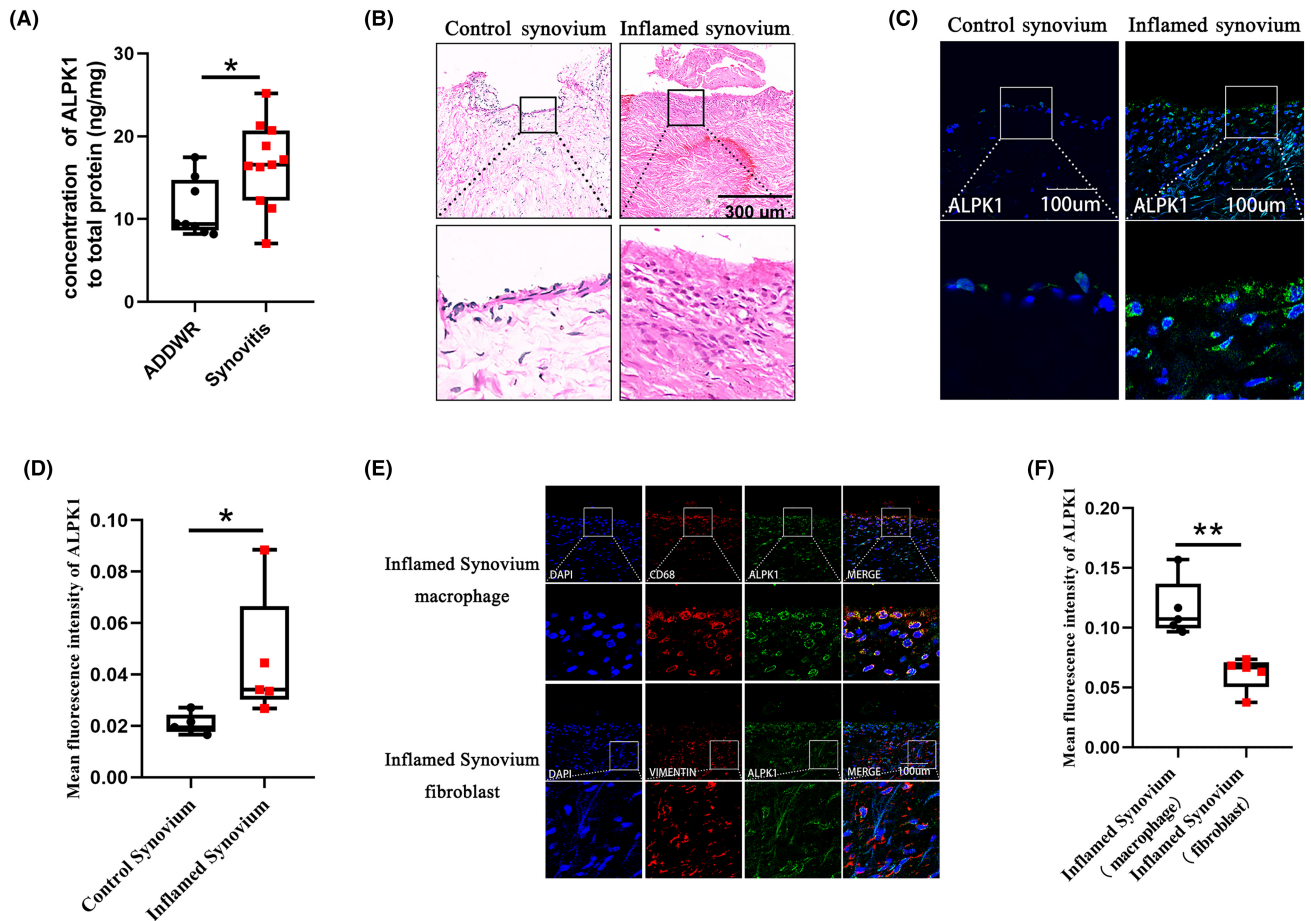 (A)
concentration of ALPK1
to total protein (ng/mg)
30
20
10
0
*
ADDWR
Synovitis
(B)
Control synovium
Inflamed synovium
300 µm
(C)
Control synovium
Inflamed synovium
ALPK1
100um
ALPK1
100um
(D)
Mean fluorescence intensity of ALPK1
0.10
0.08
0.06
0.04
0.02
0.00
*
Control Synovium
Inflamed Synovium
(E)
Inflamed Synovium
macrophage
DAPI
CD68
ALPK1
MERGE
Inflamed Synovium
fibroblast
DAPI
VIMENTIN
ALPK1
MERGE
100um
(F)
Mean fluorescence intensity of ALPK1
0.20
0.15
0.10
0.05
0.00
**
Inflamed Synovium
(macrophage)
Inflamed Synovium
(fibroblast)